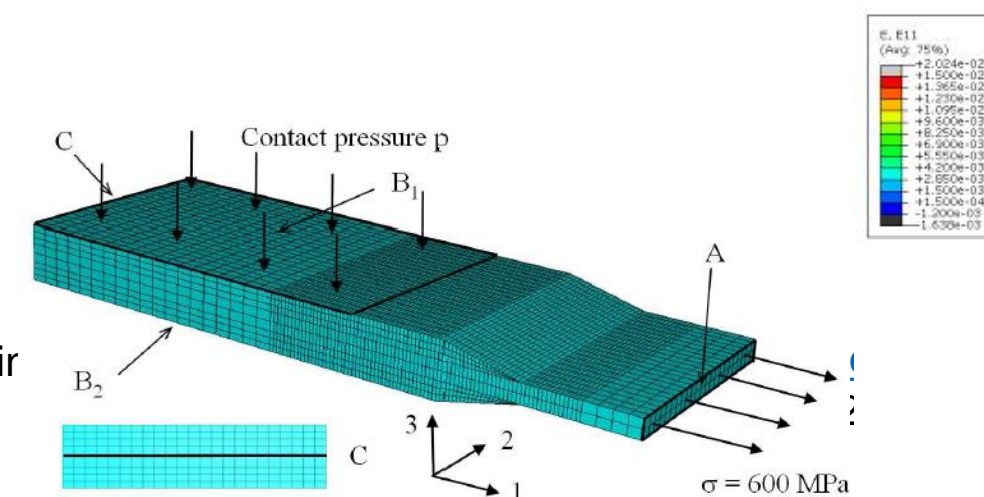 E, E11
(Avg: 75%)
+2.024e-02
+1.500e-02
+1.365e-02
+1.230e-02
+1.095e-02
+9.600e-03
+8.250e-03
+6.900e-03
+5.550e-03
+4.200e-03
+2.850e-03
+1.500e-03
+1.500e-04
-1.200e-03
-1.638e-03
C
Contact pressure p
B₁
A
B₂
C
3
2
1
σ = 600 MPa